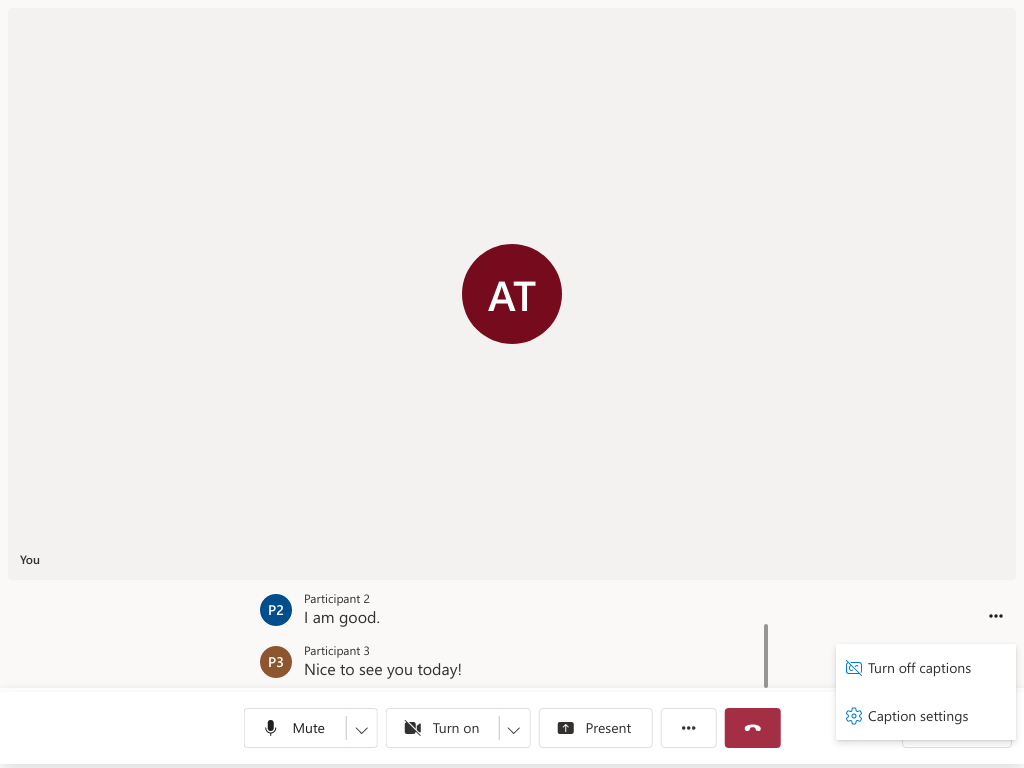 AT
You
P2
Participant 2
I am good.
P3
Participant 3
Nice to see you today!
Turn off captions
Caption settings
Mute
Turn on
Present